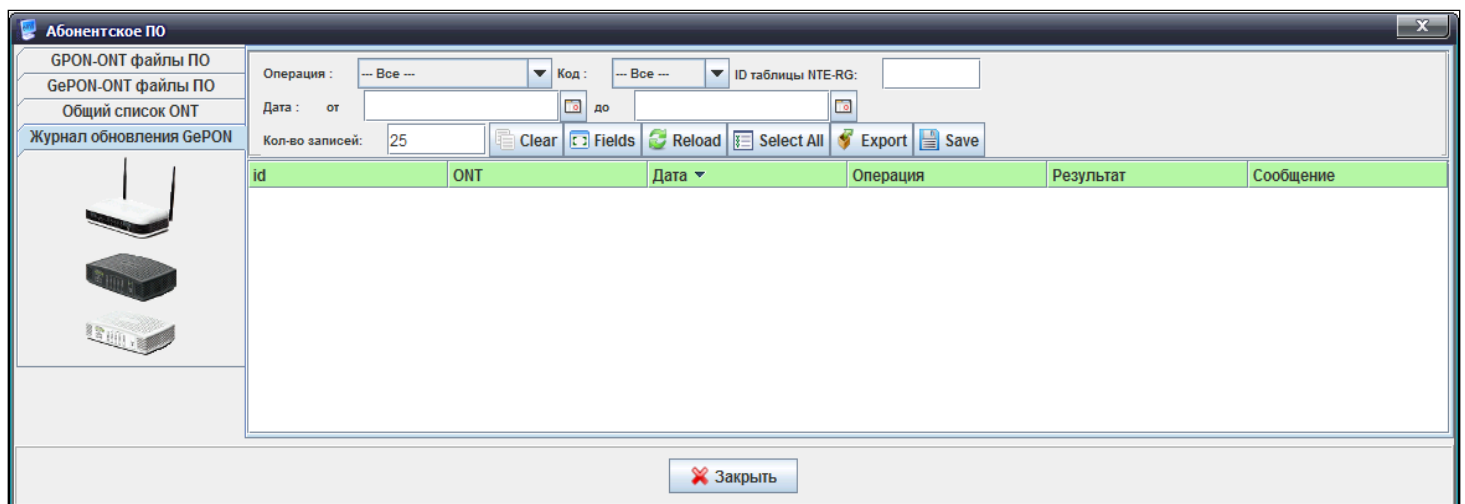 Абонентское ПО
X
GPON-ONT файлы ПО
GePON-ONT файлы ПО
Общий список ONT
Журнал обновления GePON
Операция : --- Все --- Код : --- Все --- ID таблицы NTE-RG:
Дата : от до
Кол-во записей: 25 Clear Fields Reload Select All Export Save
id ONT Дата Операция Результат Сообщение
Закрыть